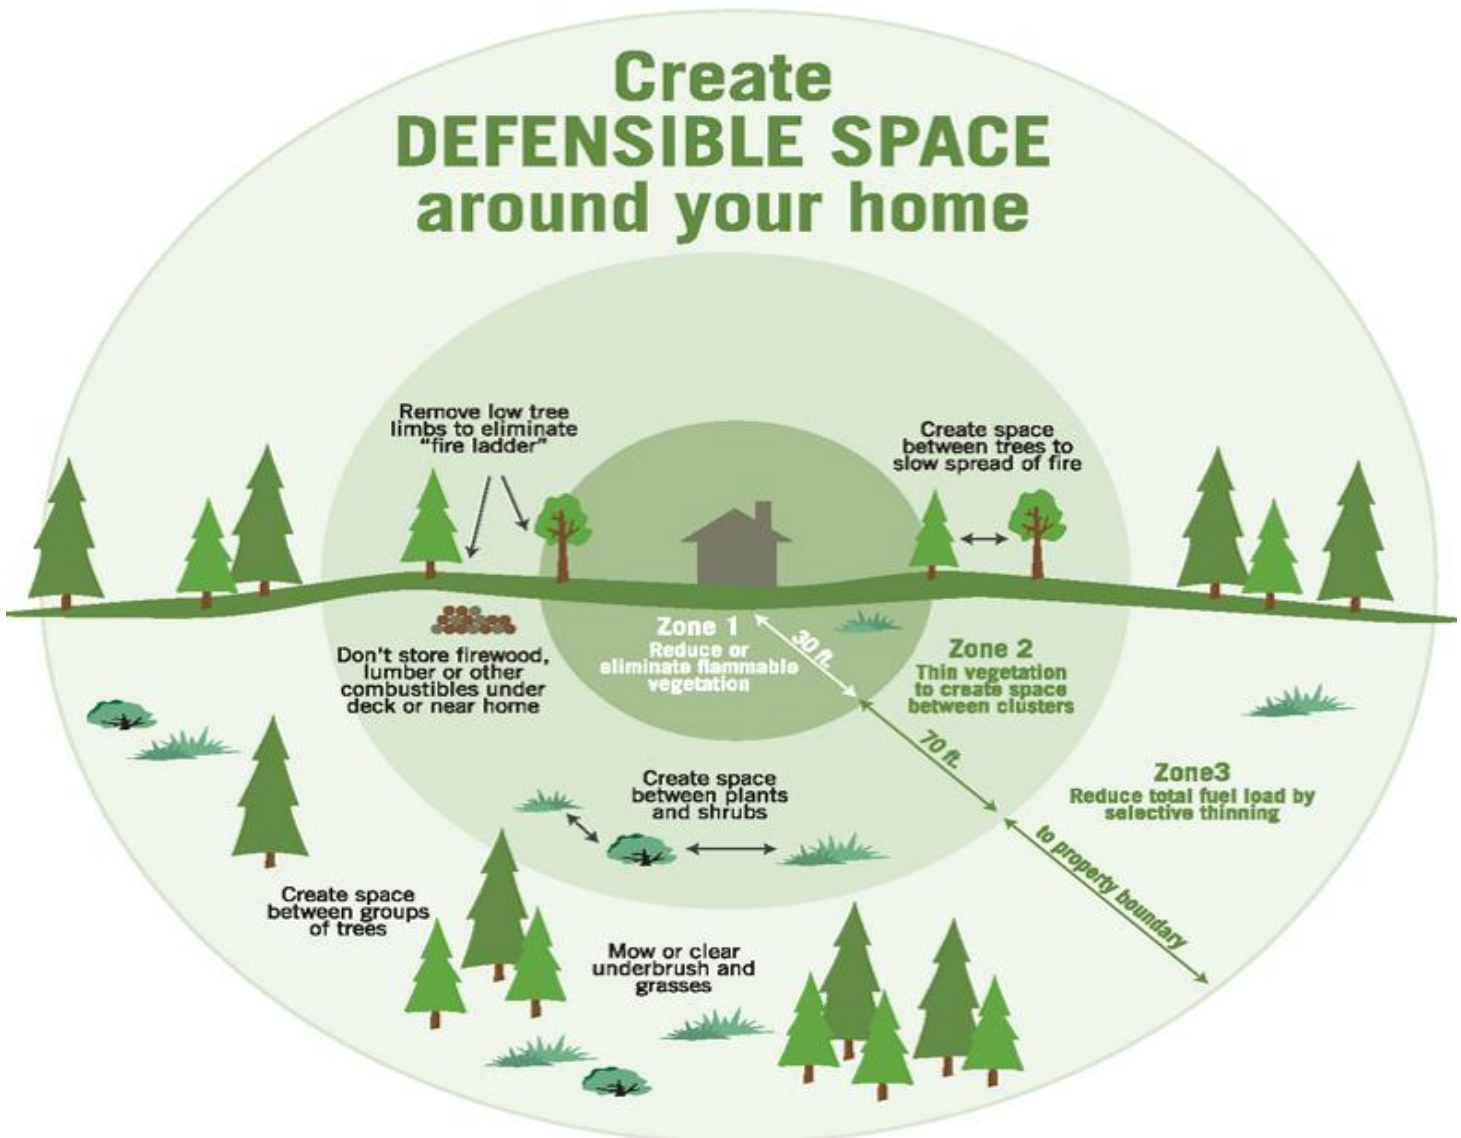 Create
DEFENSIBLE SPACE
around your home
Remove low tree
limbs to eliminate
“fire ladder”
Create space
between trees to
slow spread of fire
Don't store firewood,
lumber or other
combustibles under
deck or near home
Zone 1
Reduce or
eliminate flammable
vegetation
30 ft.
Zone 2
Thin vegetation
to create space
between clusters
70 ft.
Zone3
Reduce total fuel load by
selective thinning
to property boundary
Create space
between plants
and shrubs
Create space
between groups
of trees
Mow or clear
underbrush and
grasses